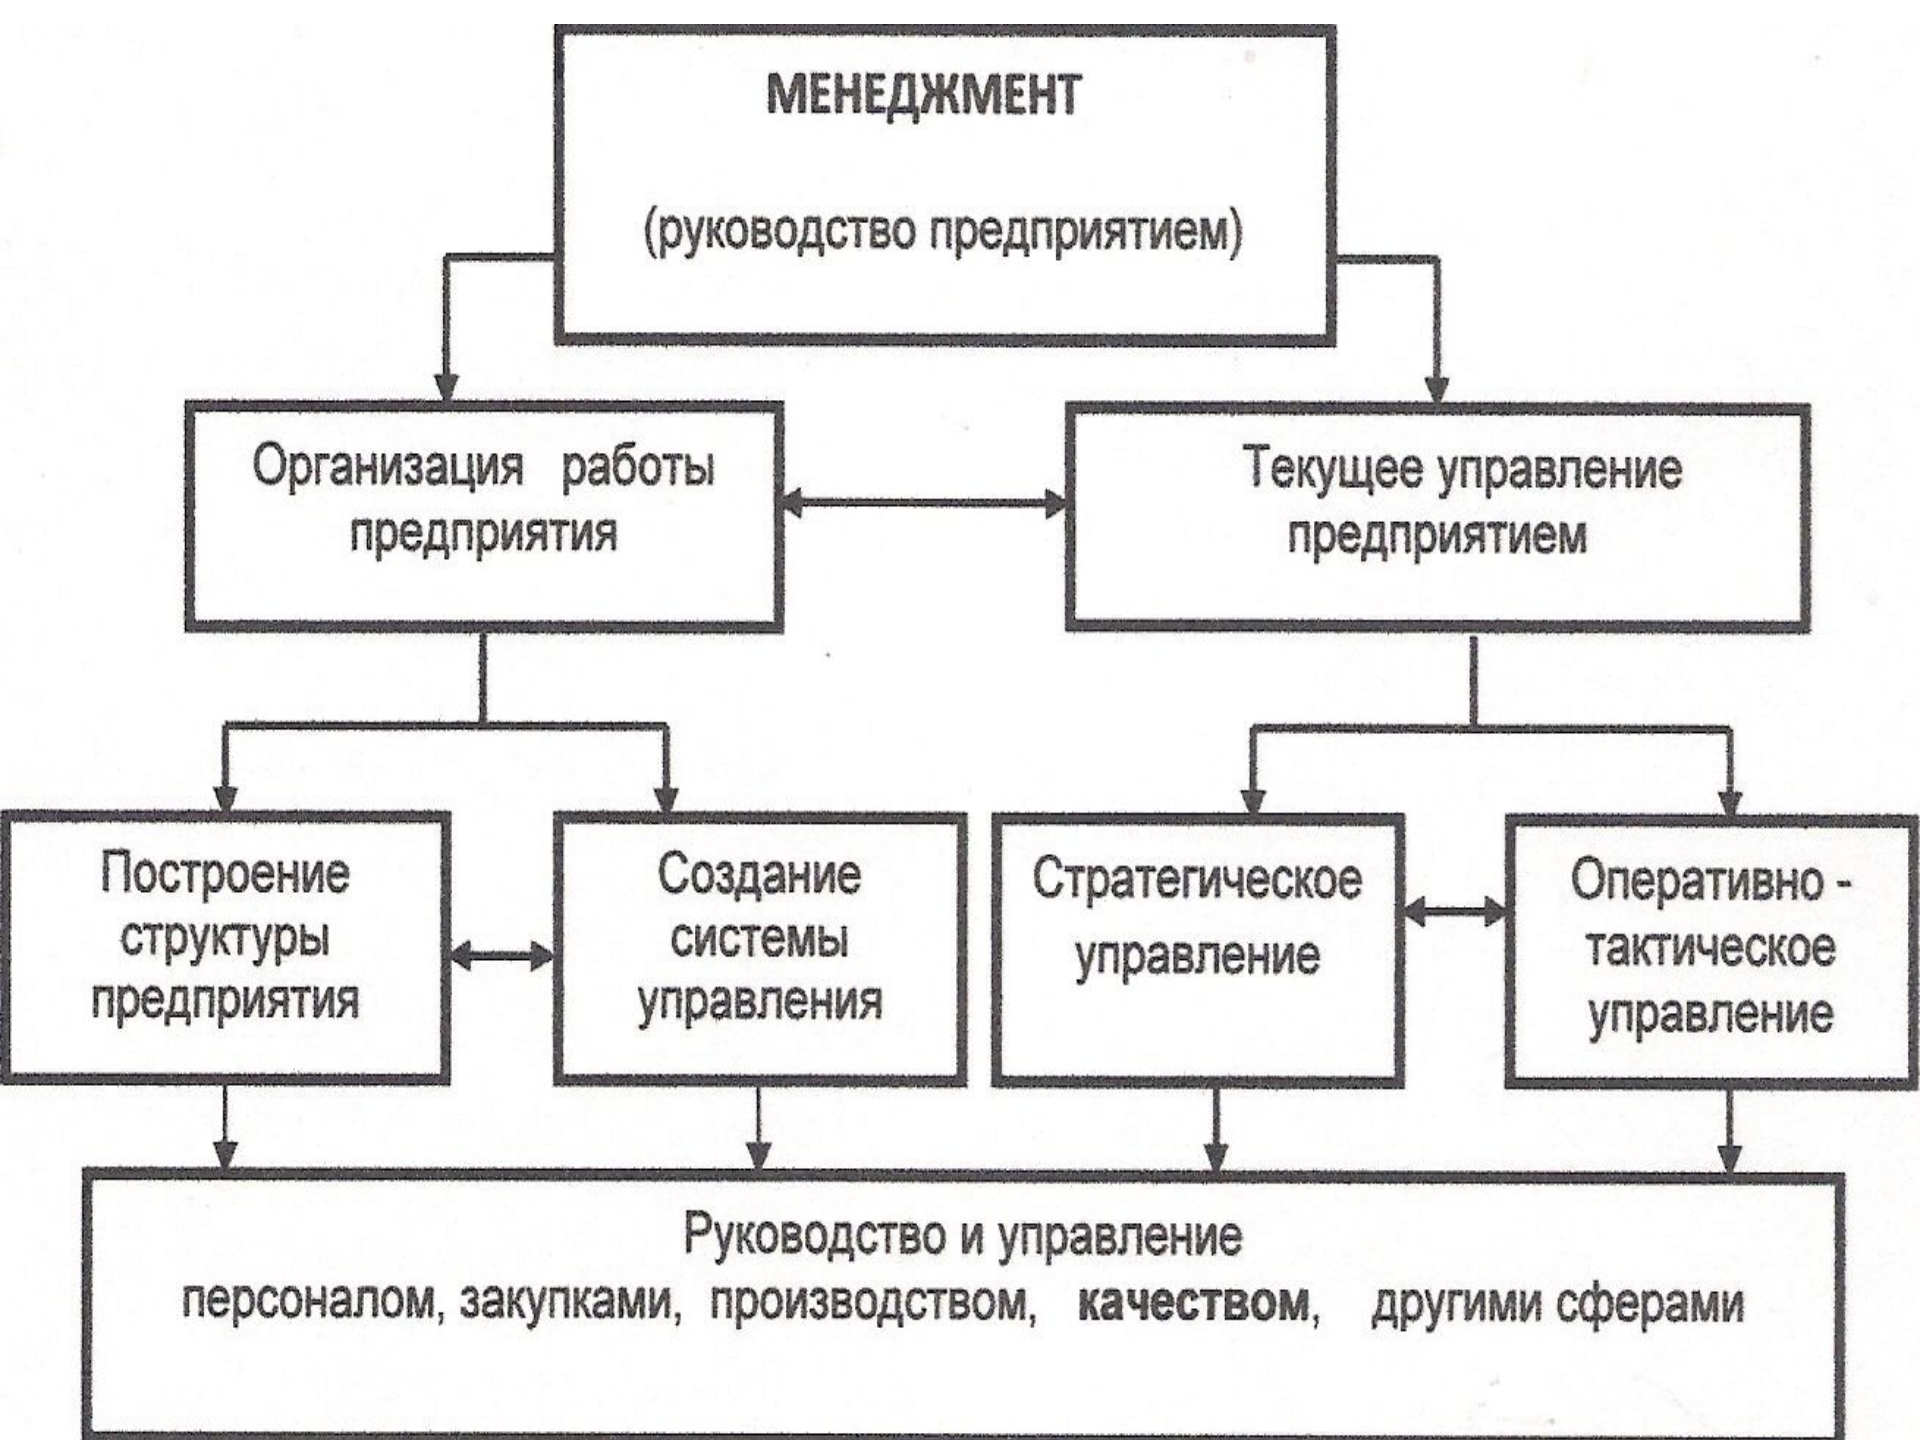 МЕНЕДЖМЕНТ
(руководство предприятием)
Организация работы
предприятия
Текущее управление
предприятием
Построение
структуры
предприятия
Создание
системы
управления
Стратегическое
управление
Оперативно -
тактическое
управление
Руководство и управление
персоналом, закупками, производством, качеством, другими сферами